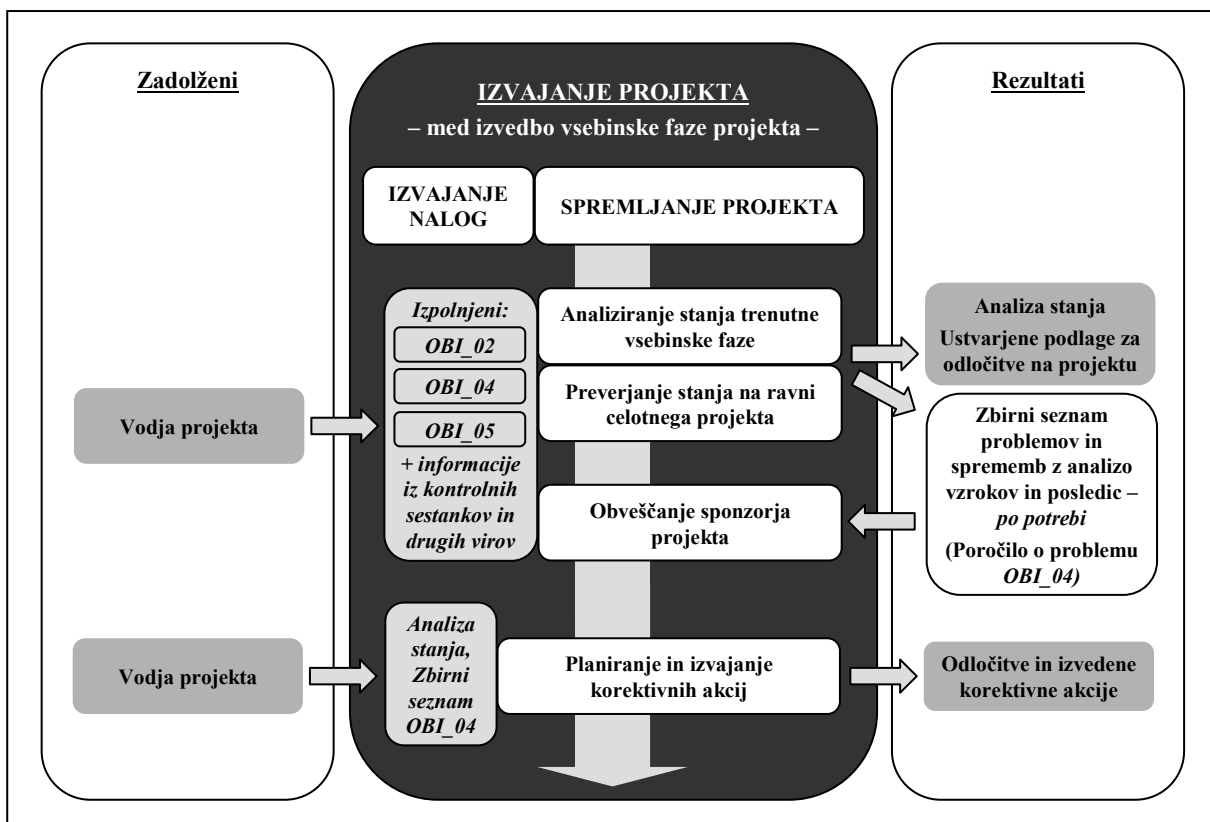 Zadolženi
Vodja projekta
Vodja projekta
IZVAJANJE PROJEKTA
– med izvedbo vsebinske faze projekta –
IZVAJANJE
NALOG
SPREMLJANJE PROJEKTA
Izpolnjeni:
OBI_02
OBI_04
OBI_05
+ informacije
iz kontrolnih
sestankov in
drugih virov
Analiziranje stanja trenutne
vsebinske faze
Preverjanje stanja na ravni
celotnega projekta
Obveščanje sponzorja
projekta
Analiza
stanja,
Zbirni
seznam
OBI_04
Planiranje in izvajanje
korektivnih akcij
Rezultati
Analiza stanja
Ustvarjene podlage za
odločitve na projektu
Zbirni seznam
problemov in
sprememb z analizo
vzrokov in posledic –
po potrebi
(Poročilo o problemu
OBI_04)
Odločitve in izvedene
korektivne akcije